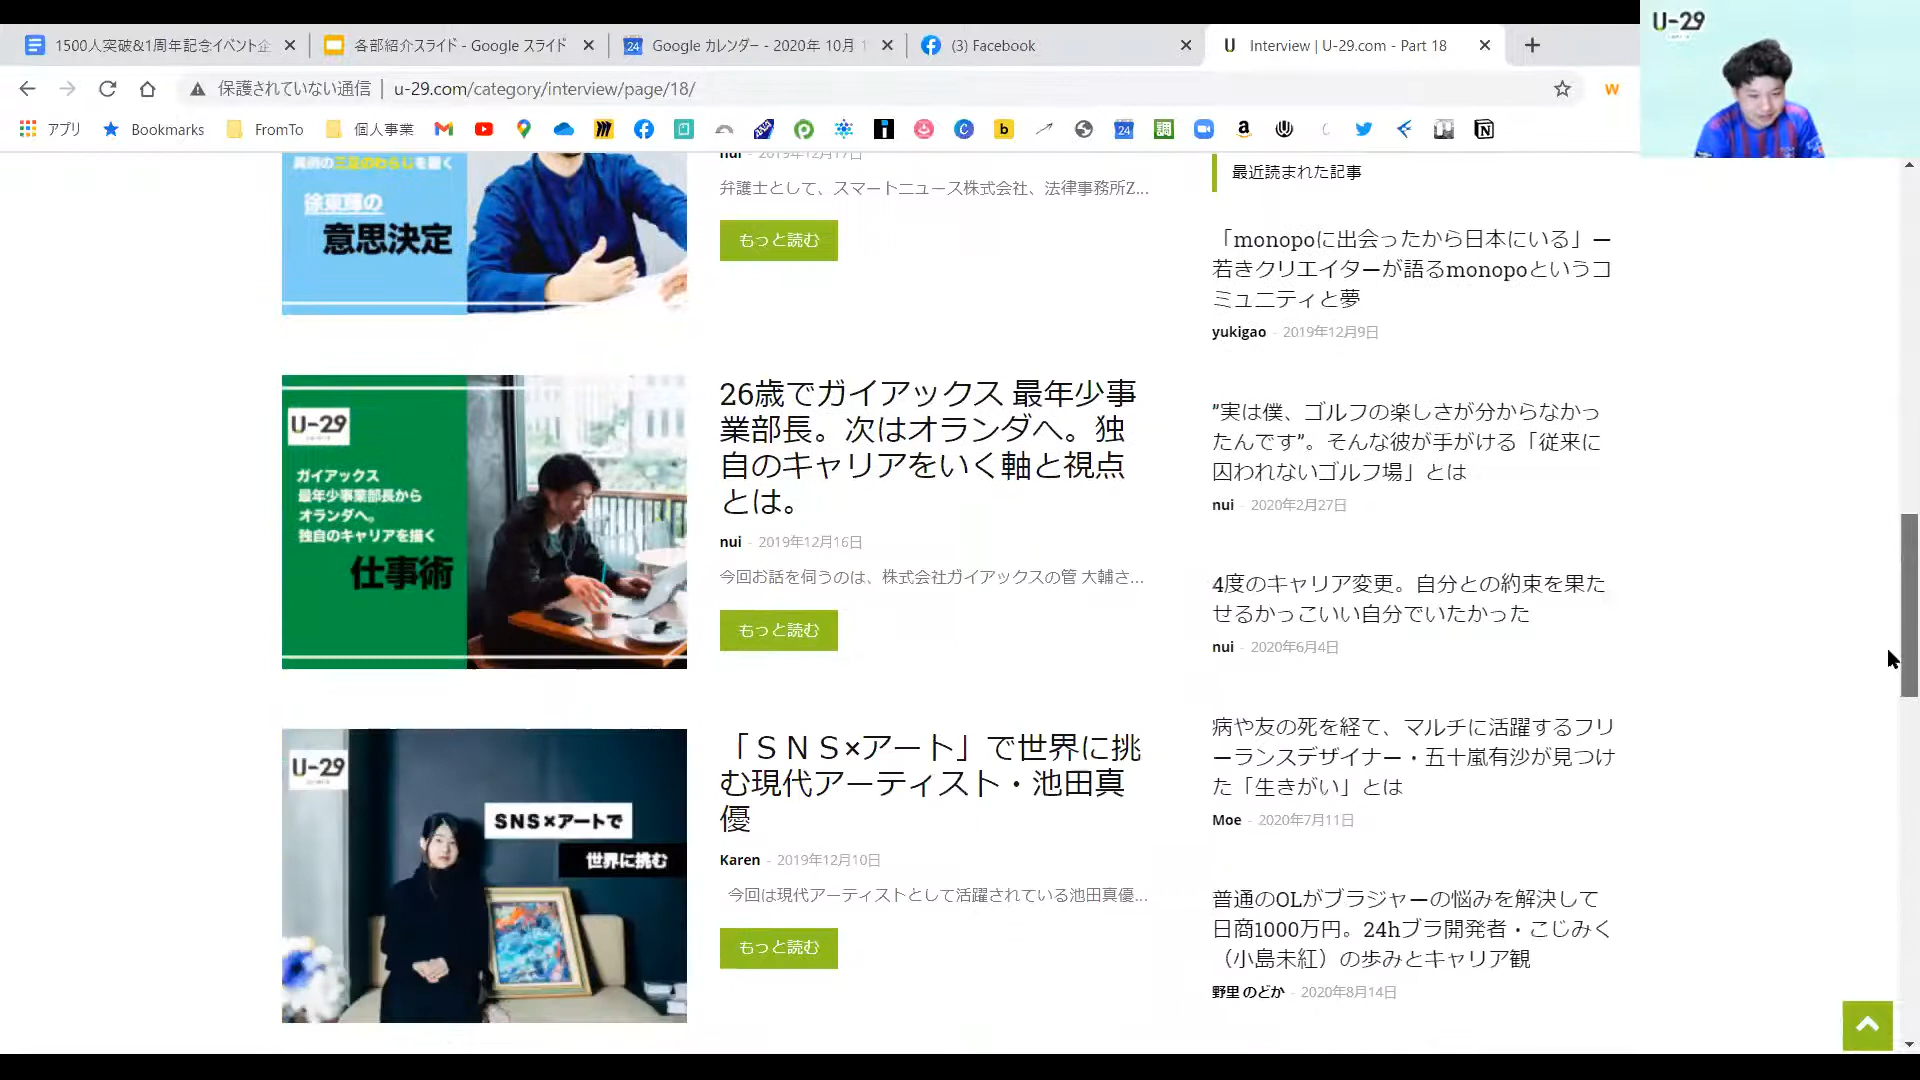 1500人突破&1周年記念イベント企
各部紹介スライド - Google スライド
Google カレンダー - 2020年 10月 1
(3) Facebook
Interview | U-29.com - Part 18
U-29
保護されていない通信
u-29.com/category/interview/page/18/
アプリ
Bookmarks
FromTo
個人事業
徐東輝の
意思決定
nui - 2019年12月17日
弁護士として、スマートニュース株式会社、法律事務所Z...
もっと読む
U-29
ガイアックス
最年少事業部長から
オランダへ。
独自のキャリアを描く
仕事術
26歳でガイアックス 最年少事
業部長。次はオランダへ。独
自のキャリアをいく軸と視点
とは。
nui - 2019年12月16日
今回お話を伺うのは、株式会社ガイアックスの管 大輔さ...
もっと読む
U-29
SNS×アートで
世界に挑む
「ＳＮＳ×アート」で世界に挑
む現代アーティスト・池田真
優
Karen - 2019年12月10日
今回は現代アーティストとして活躍されている池田真優...
もっと読む
最近読まれた記事
「monopoに出会ったから日本にいる」ー
若きクリエイターが語るmonopoというコ
ミュニティと夢
yukigao - 2019年12月9日
”実は僕、ゴルフの楽しさが分からなかっ
たんです”。そんな彼が手がける「従来に
囚われないゴルフ場」とは
nui - 2020年2月27日
4度のキャリア変更。自分との約束を果た
せるかっこいい自分でいたかった
nui - 2020年6月4日
病や友の死を経て、マルチに活躍するフリ
ーランスデザイナー・五十嵐有沙が見つけ
た「生きがい」とは
Moe - 2020年7月11日
普通のOLがブラジャーの悩みを解決して
日商1000万円。24hブラ開発者・こじみく
（小島未紅）の歩みとキャリア観
野里 のどか - 2020年8月14日